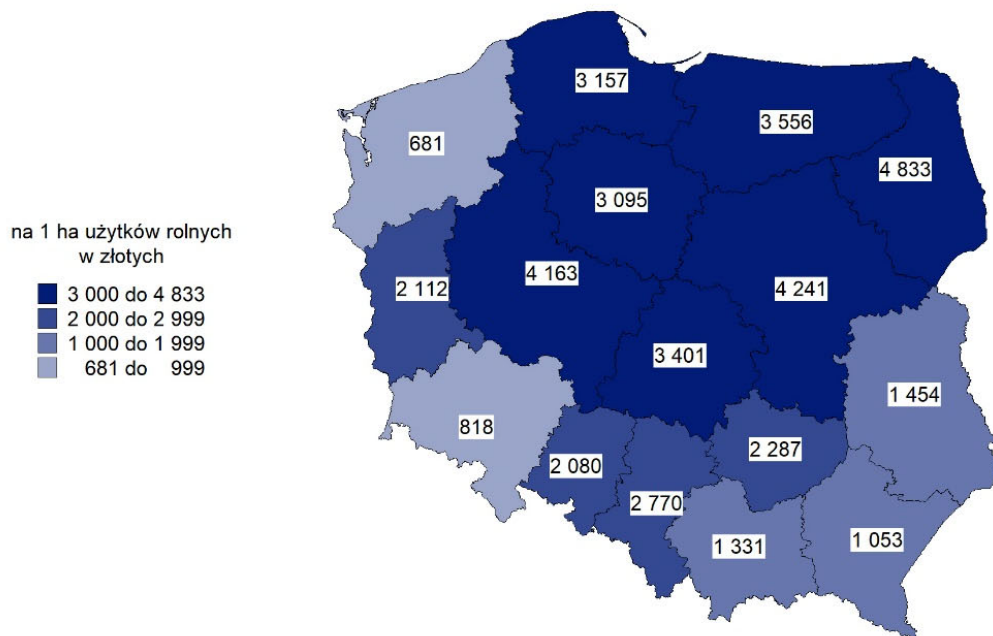 na 1 ha użytków rolnych
w złotych
3 000 do 4 833
2 000 do 2 999
1 000 do 1 999
681 do 999
3 157
3 556
681
4 833
3 095
4 163
2 112
4 241
3 401
1 454
818
2 287
2 080
2 770
1 331
1 053